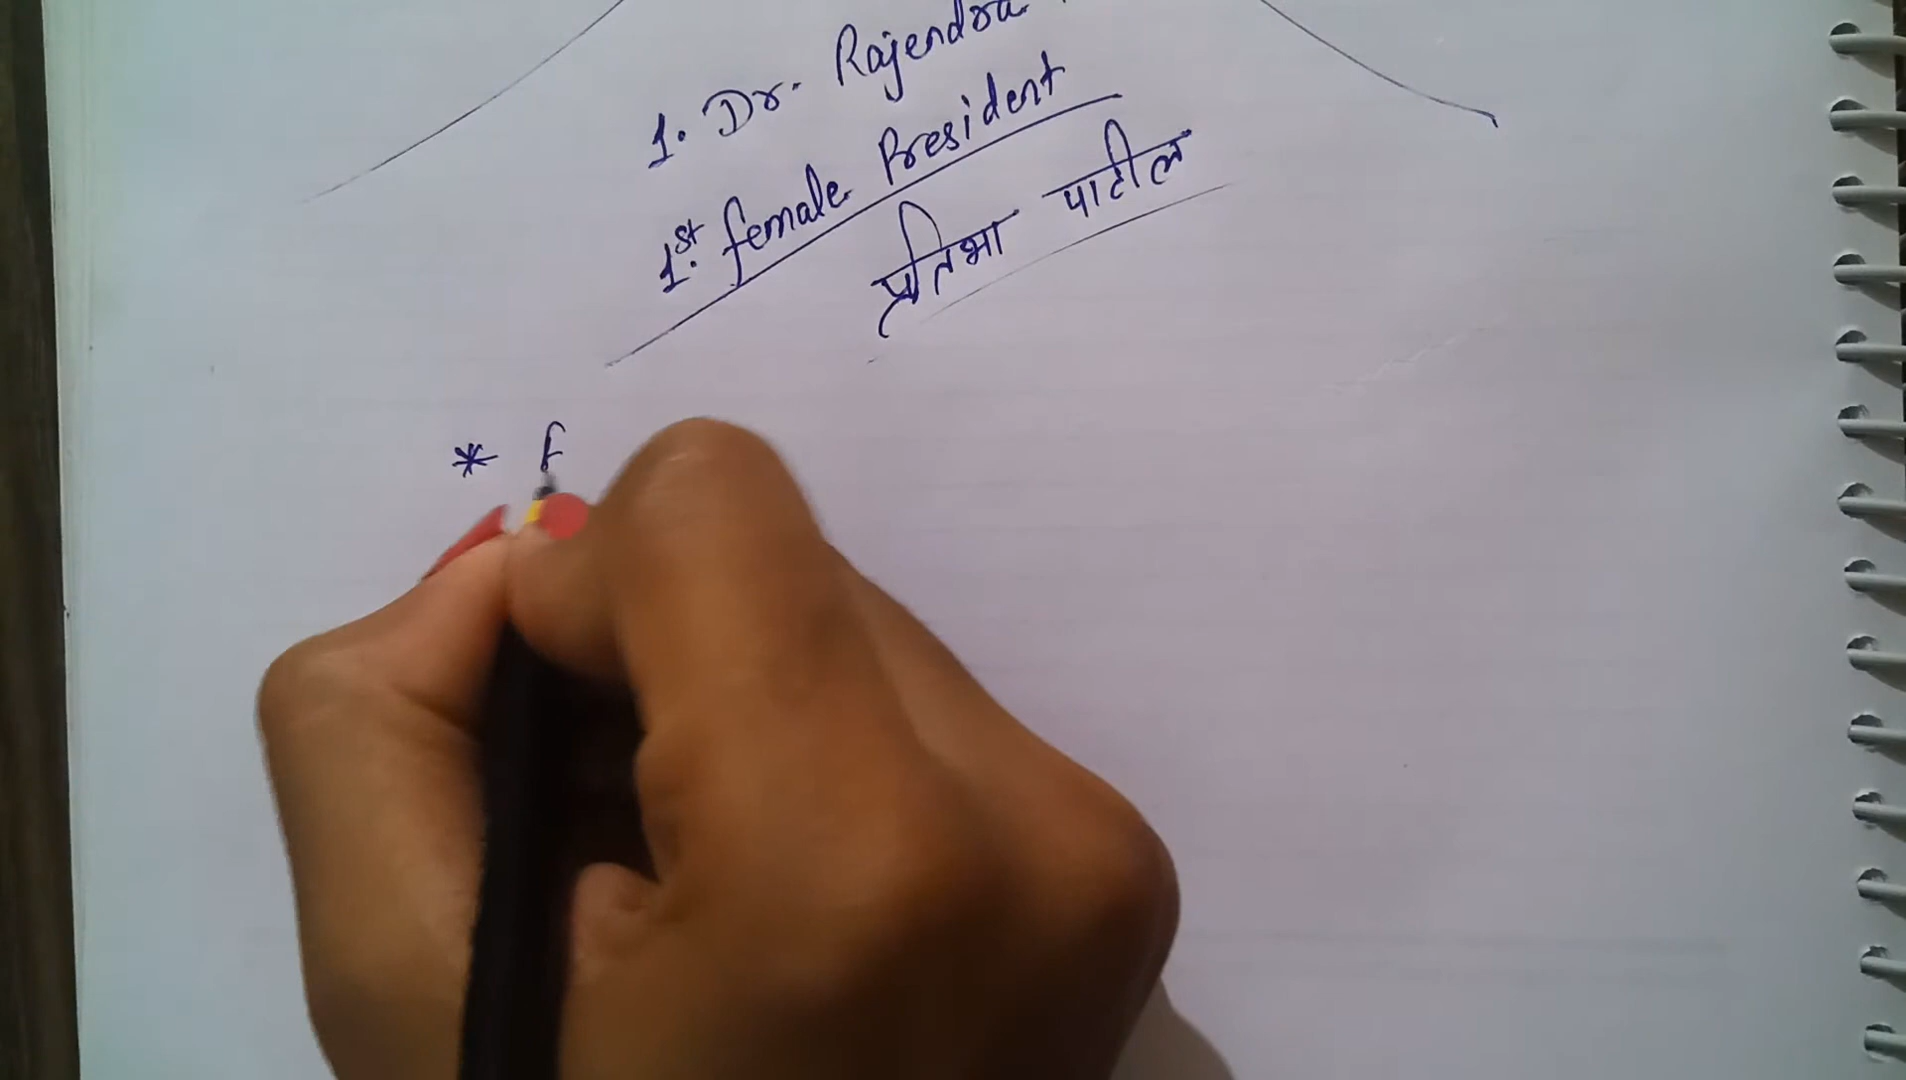 1. Dr. Rajendra
1st. female President
प्रतिभा पाटील
* f